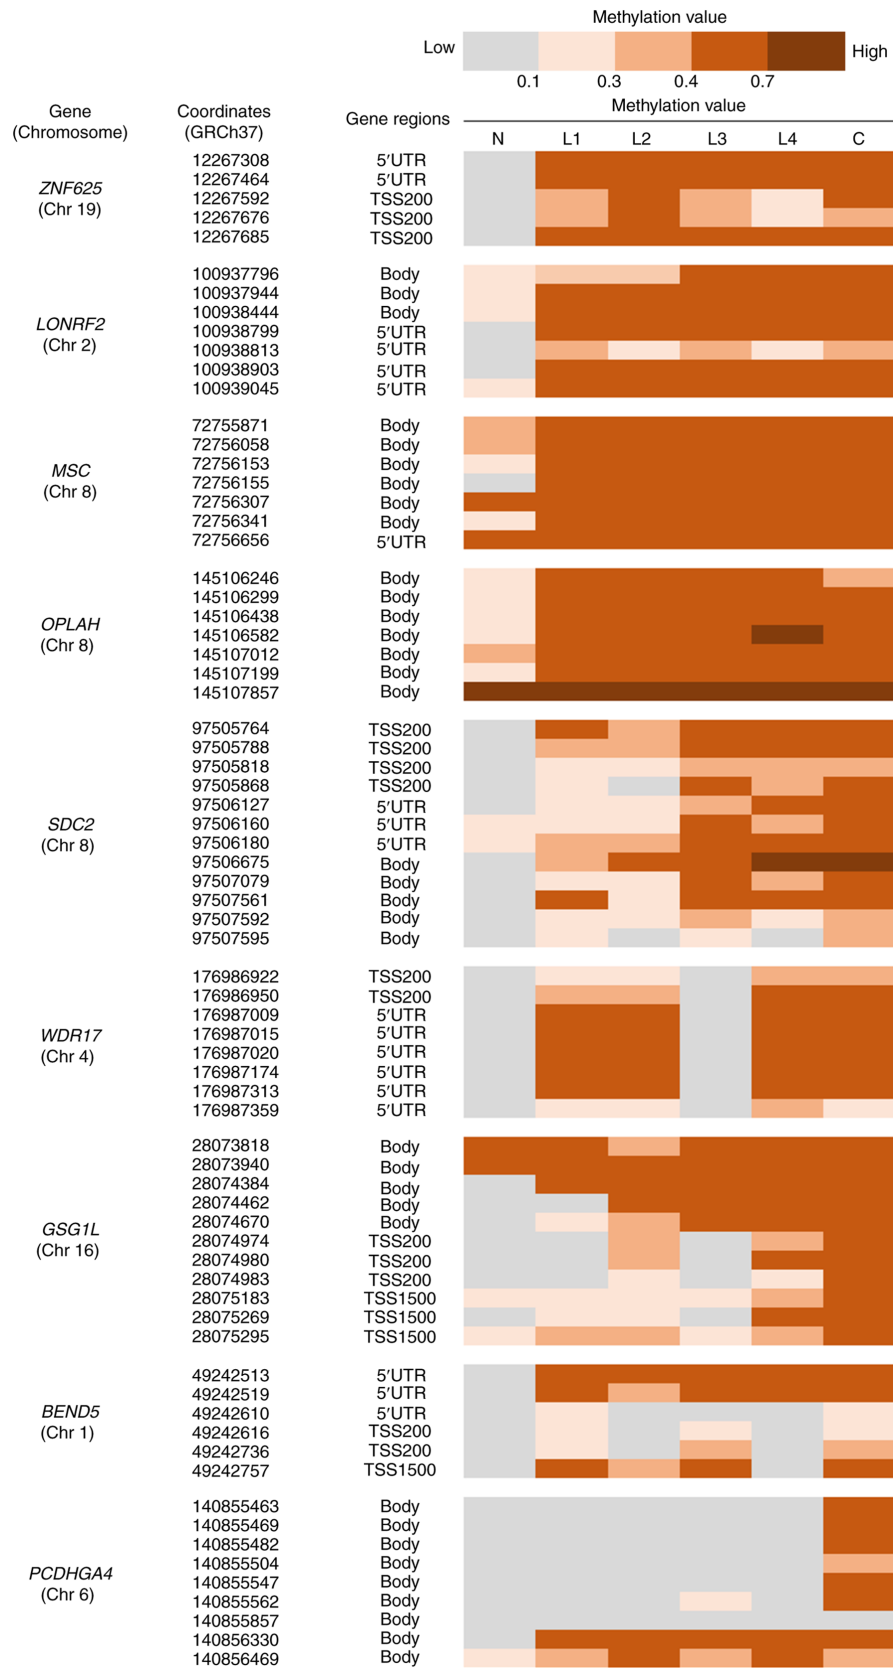 Methylation value
Low
High
0.1 0.3 0.4 0.7
Gene (Chromosome)
Coordinates (GRCh37)
Gene regions
Methylation value
N L1 L2 L3 L4 C
ZNF625
(Chr 19)
12267308 5′UTR
12267464 5′UTR
12267592 TSS200
12267676 TSS200
12267685 TSS200
LONRF2
(Chr 2)
100937796 Body
100937944 Body
100938444 Body
100938799 5′UTR
100938813 5′UTR
100938903 5′UTR
100939045 5′UTR
MSC
(Chr 8)
72755871 Body
72756058 Body
72756153 Body
72756155 Body
72756307 Body
72756341 Body
72756656 5′UTR
OPLAH
(Chr 8)
145106246 Body
145106299 Body
145106438 Body
145106582 Body
145107012 Body
145107199 Body
145107857 Body
SDC2
(Chr 8)
97505764 TSS200
97505788 TSS200
97505818 TSS200
97505868 TSS200
97506127 5′UTR
97506160 5′UTR
97506180 5′UTR
97506675 Body
97507079 Body
97507561 Body
97507592 Body
97507595 Body
WDR17
(Chr 4)
176986922 TSS200
176986950 TSS200
176987009 5′UTR
176987015 5′UTR
176987020 5′UTR
176987174 5′UTR
176987313 5′UTR
176987359 5′UTR
GSG1L
(Chr 16)
28073818 Body
28073940 Body
28074384 Body
28074462 Body
28074670 Body
28074974 TSS200
28074980 TSS200
28074983 TSS200
28075183 TSS1500
28075269 TSS1500
28075295 TSS1500
BEND5
(Chr 1)
49242513 5′UTR
49242519 5′UTR
49242610 5′UTR
49242616 TSS200
49242736 TSS200
49242757 TSS1500
PCDHGA4
(Chr 6)
140855463 Body
140855469 Body
140855482 Body
140855504 Body
140855547 Body
140855562 Body
140855857 Body
140856330 Body
140856469 Body